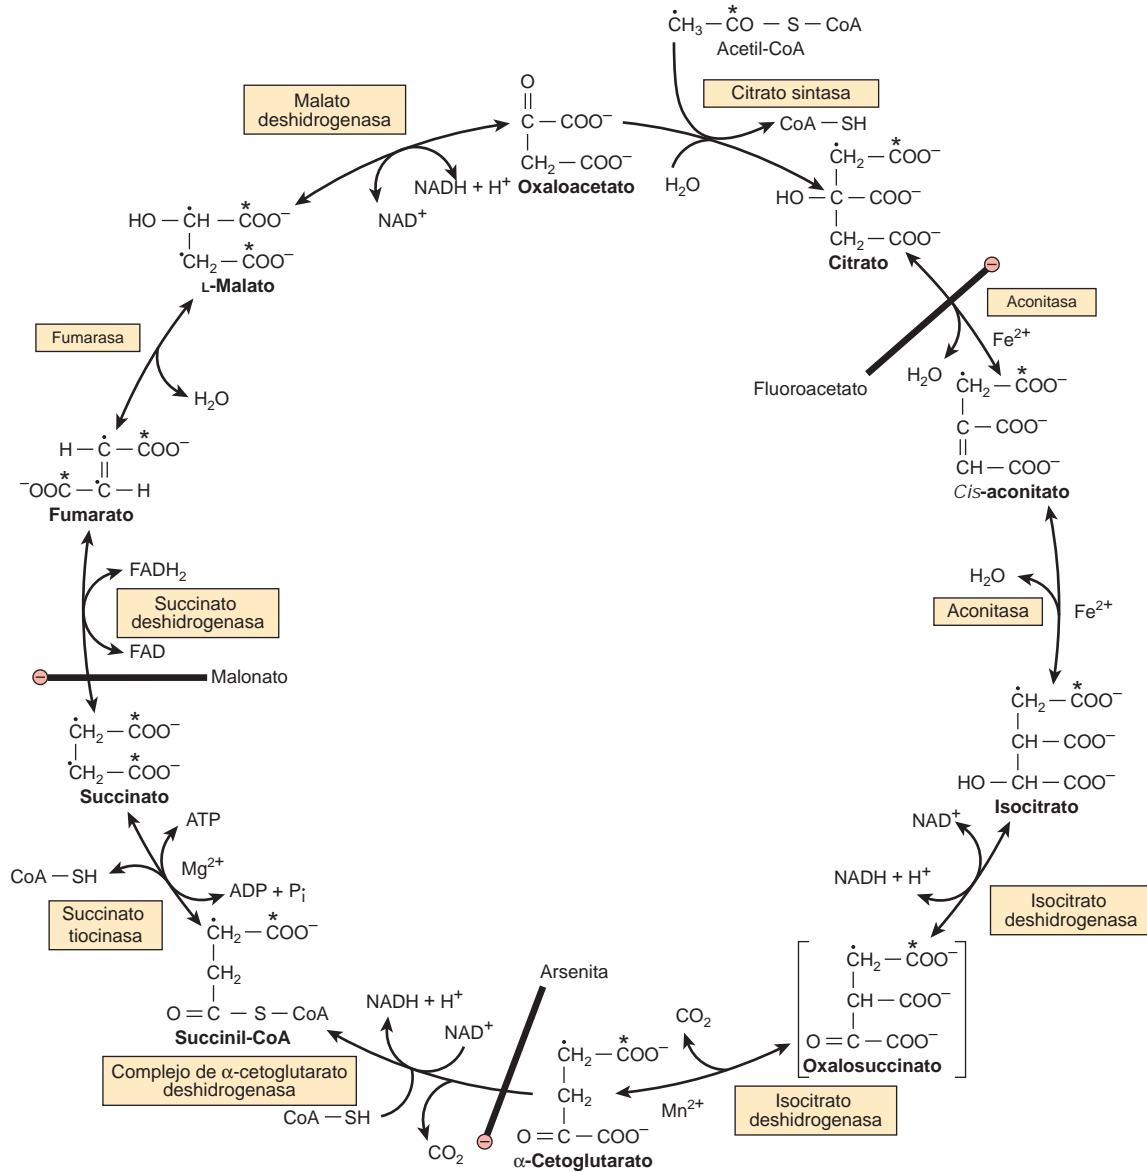 CH3 — *CO — S — CoA
Acetil-CoA
Citrato sintasa
CoA — SH
H2O
Malato
deshidrogenasa
NADH + H+
NAD+
O
C — COO−
CH2 — COO−
Oxaloacetato
CH2 — *COO−
HO — C — COO−
CH2 — COO−
Citrato
−
Aconitasa
Fe2+
H2O
Fluoroacetato
CH2 — *COO−
C — COO−
CH — COO−
Cis-aconitato
H2O
Aconitasa
Fe2+
CH2 — *COO−
CH — COO−
HO — CH — COO−
Isocitrato
NAD+
NADH + H+
Isocitrato
deshidrogenasa
CH2 — *COO−
CH — COO−
O = C — COO−
Oxalosuccinato
CO2
Mn2+
Isocitrato
deshidrogenasa
CH2 — *COO−
CH2
O = C — COO−
α-Cetoglutarato
Arsenita
−
NADH + H+
NAD+
Complejo de α-cetoglutarato
deshidrogenasa
CoA — SH
CO2
CH2 — *COO−
CH2
O = C — S — CoA
Succinil-CoA
ATP
Mg2+
CoA — SH
ADP + Pi
Succinato
tiocinasa
CH2 — *COO−
CH2 — *COO−
Succinato
−
Malonato
FADH2
Succinato
deshidrogenasa
FAD
H — C — *COO−
−OOC* — C — H
Fumarato
Fumarasa
H2O
HO — CH — *COO−
CH2 — *COO−
L-Malato